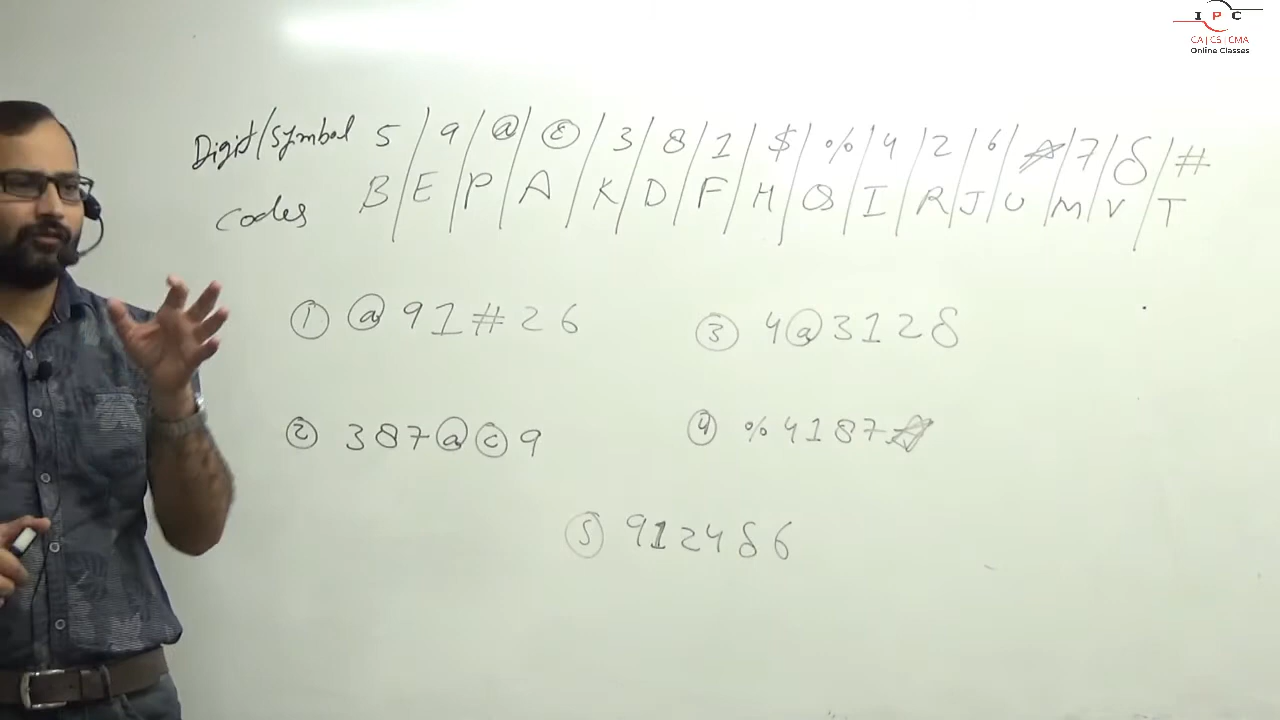 I P C
CA|CS|CMA
Online Classes
Digit/Symbol 5 / 9 / @ / Ⓔ / 3 / 8 / 1 / $ / % / 4 / 2 / 6 / ☆ / 7 / δ / #
Codes B / E / P / A / K / D / F / H / Q / I / R / J / U / M / V / T
① @ 9 1 # 2 6
③ 4 @ 3 1 2 δ
② 3 8 7 @ © 9
④ % 4 1 8 7 ☆
⑤ 9 1 2 4 δ 6